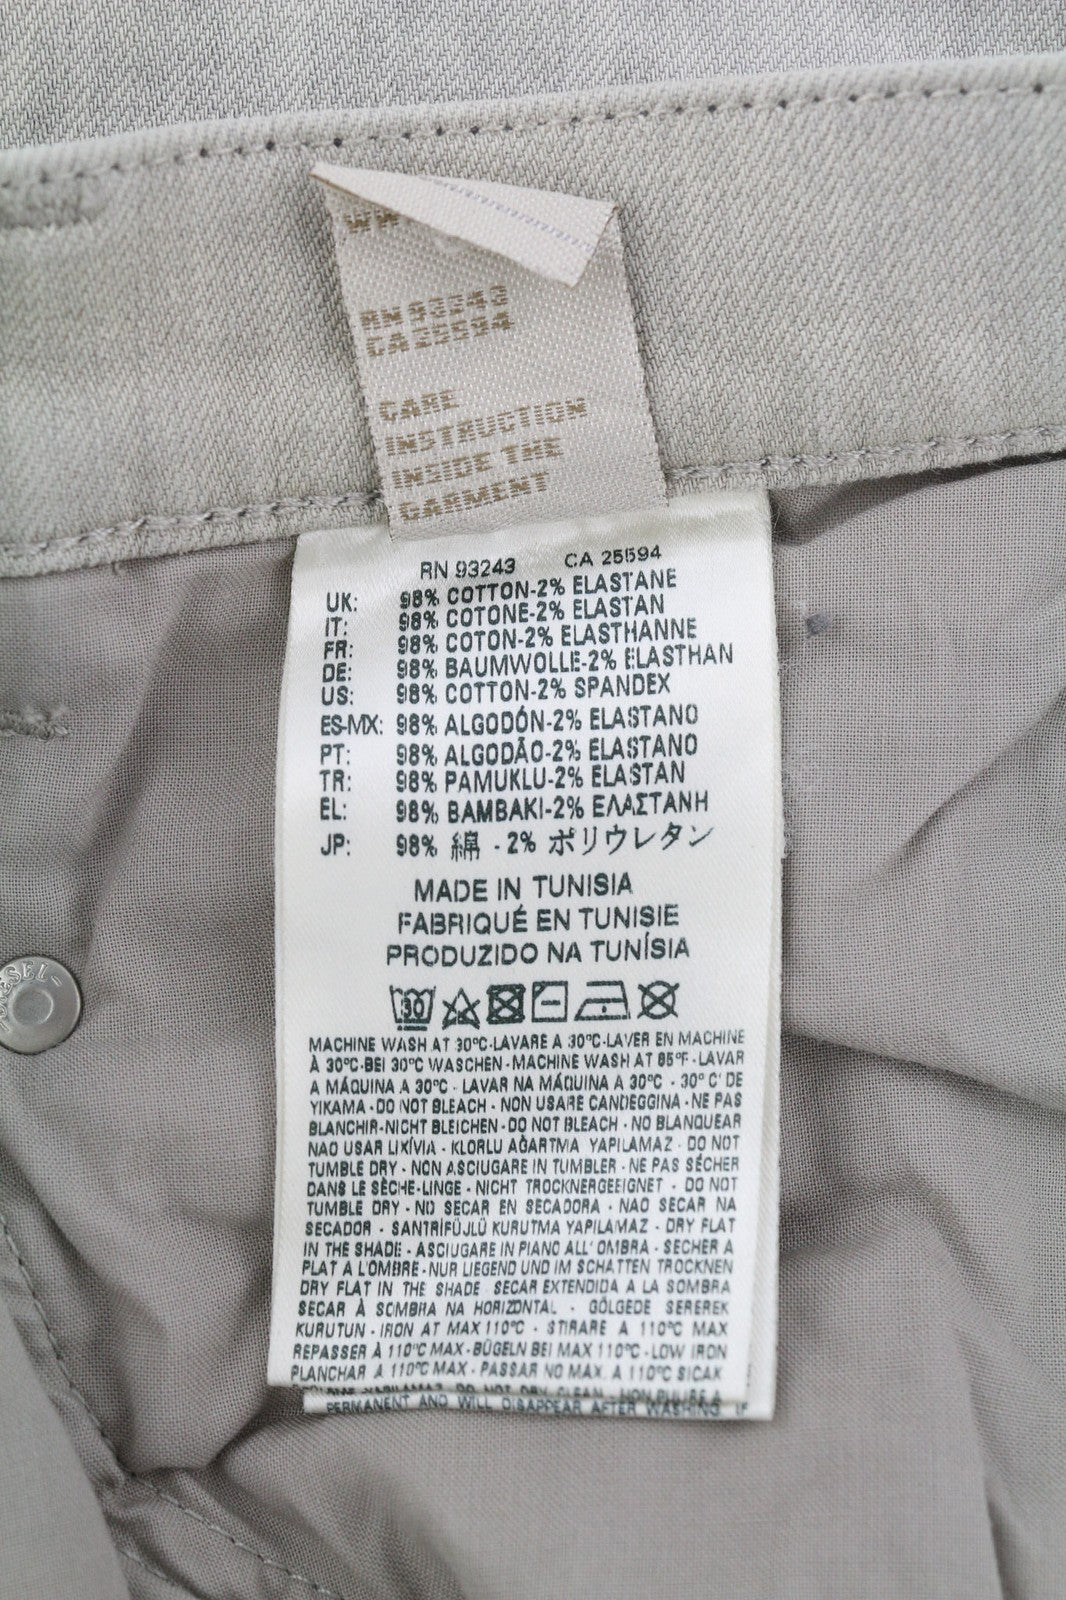 RN 93243
CA 25594
CARE
INSTRUCTION
INSIDE THE
GARMENT
RN 93243 CA 25594
UK: 98% COTTON-2% ELASTANE
IT: 98% COTONE-2% ELASTAN
FR: 98% COTON-2% ELASTHANNE
DE: 98% BAUMWOLLE-2% ELASTHAN
US: 98% COTTON-2% SPANDEX
ES-MX: 98% ALGODÓN-2% ELASTANO
PT: 98% ALGODÃO-2% ELASTANO
TR: 98% PAMUKLU-2% ELASTAN
EL: 98% BAMBAKI-2% ΕΛΑΣΤΑΝΗ
JP: 98% 綿 - 2% ポリウレタン
MADE IN TUNISIA
FABRIQUÉ EN TUNISIE
PRODUZIDO NA TUNÍSIA
30
MACHINE WASH AT 30°C-LAVARE A 30°C-LAVER EN MACHINE
À 30°C-BEI 30°C WASCHEN-MACHINE WASH AT 85°F-LAVAR
A MÁQUINA A 30°C - LAVAR NA MÁQUINA A 30°C - 30° C' DE
YIKAMA - DO NOT BLEACH - NON USARE CANDEGGINA - NE PAS
BLANCHIR-NICHT BLEICHEN-DO NOT BLEACH - NO BLANQUEAR
NAO USAR LIXÍVIA - KLORLU AĞARTMA YAPILAMAZ - DO NOT
TUMBLE DRY - NON ASCIUGARE IN TUMBLER - NE PAS SÉCHER
DANS LE SÈCHE-LINGE - NICHT TROCKNERGEEIGNET - DO NOT
TUMBLE DRY - NO SECAR EN SECADORA - NAO SECAR NA
SECADOR - SANTRİFÜJLÜ KURUTMA YAPILAMAZ - DRY FLAT
IN THE SHADE - ASCIUGARE IN PIANO ALL' OMBRA - SECHER A
PLAT A L'OMBRE-NUR LIEGEND UND IM SCHATTEN TROCKNEN
DRY FLAT IN THE SHADE SECAR EXTENDIDA A LA SOMBRA
SECAR À SOMBRA NA HORIZONTAL - GÖLGEDE SEREREK
KURUTUN - IRON AT MAX 110°C - STIRARE A 110°C MAX
REPASSER À 110°C MAX-BÜGELN BEI MAX 110°C -LOW IRON
PLANCHAR A 110°C MAX - PASSAR NO MAX. A 110°C SICAK
YAPILAMAZ DO NOT DRY CLEAN - NON PULIRE A
PERMANENT AND WILL DISAPPEAR AFTER WASHING. IF